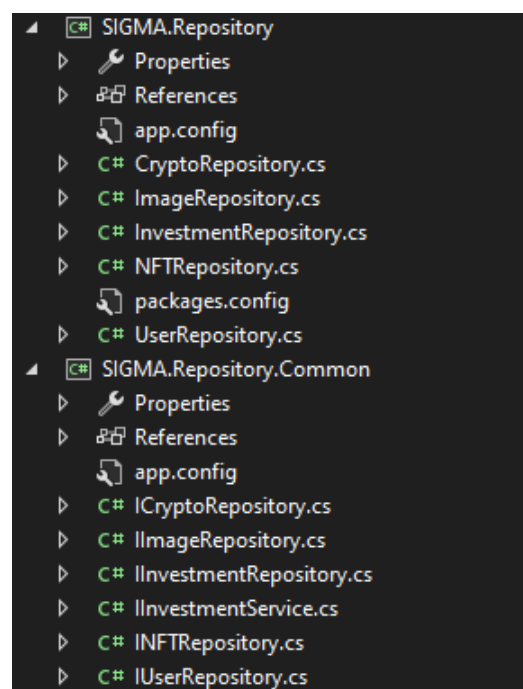 C# SIGMA.Repository
Properties
References
app.config
C# CryptoRepository.cs
C# ImageRepository.cs
C# InvestmentRepository.cs
C# NFTRepository.cs
packages.config
C# UserRepository.cs
C# SIGMA.Repository.Common
Properties
References
app.config
C# ICryptoRepository.cs
C# IImageRepository.cs
C# IInvestmentRepository.cs
C# IInvestmentService.cs
C# INFTRepository.cs
C# IUserRepository.cs